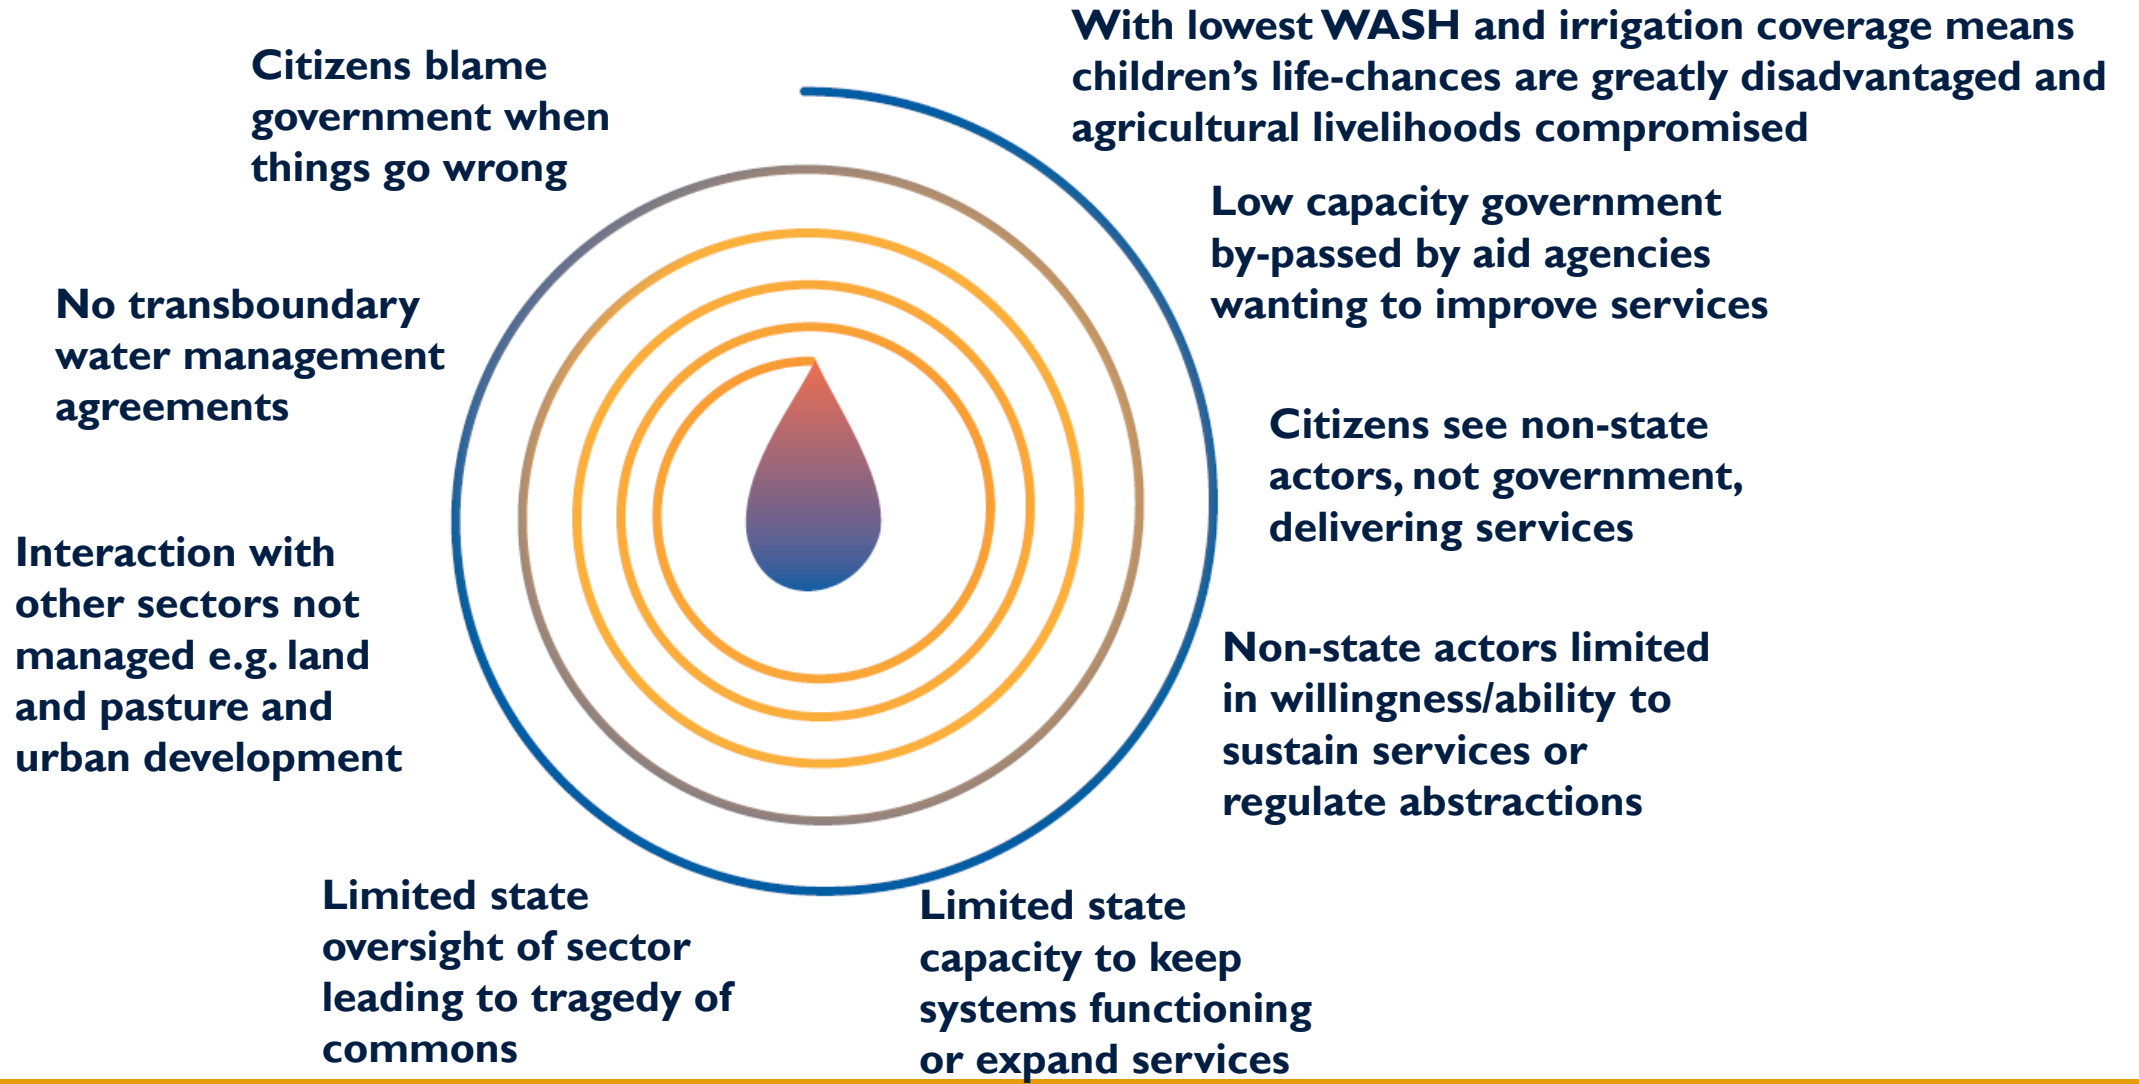 With lowest WASH and irrigation coverage means
children’s life-chances are greatly disadvantaged and
agricultural livelihoods compromised
Low capacity government
by-passed by aid agencies
wanting to improve services
Citizens see non-state
actors, not government,
delivering services
Non-state actors limited
in willingness/ability to
sustain services or
regulate abstractions
Limited state
capacity to keep
systems functioning
or expand services
Limited state
oversight of sector
leading to tragedy of
commons
Interaction with
other sectors not
managed e.g. land
and pasture and
urban development
No transboundary
water management
agreements
Citizens blame
government when
things go wrong